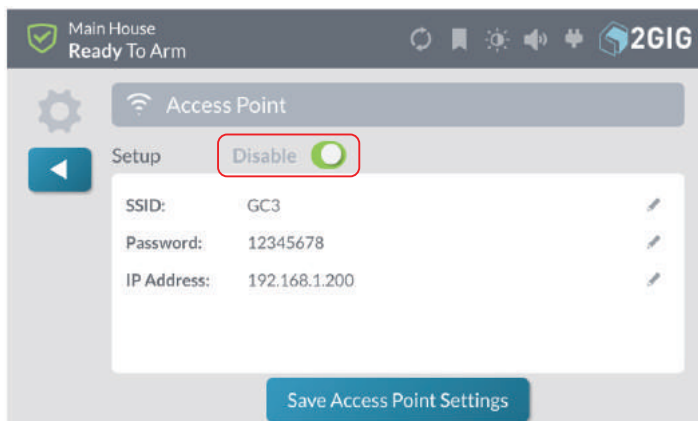 Main House
Ready To Arm
2GIG
Access Point
Setup Disable
SSID: GC3
Password: 12345678
IP Address: 192.168.1.200
Save Access Point Settings